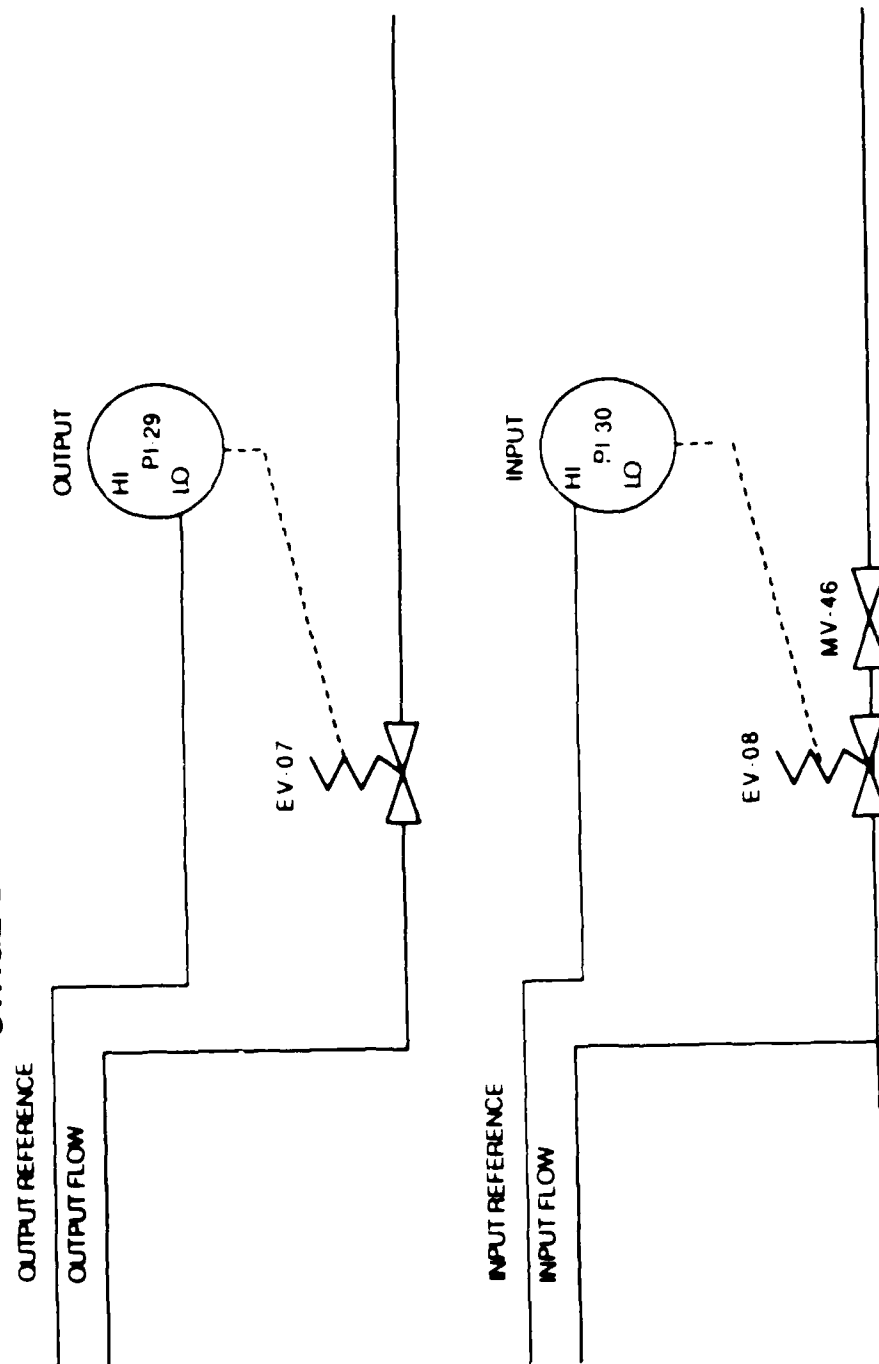 OUTPUT REFERENCE
OUTPUT FLOW
OUTPUT
HI
PI-29
LO
EV-07
INPUT REFERENCE
INPUT FLOW
INPUT
HI
PI 30
LO
EV-08
MV-46